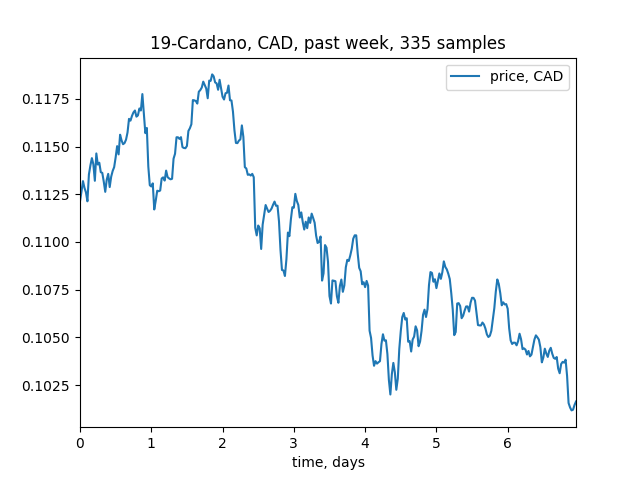 19-Cardano, CAD, past week, 335 samples
price, CAD
0.1175
0.1150
0.1125
0.1100
0.1075
0.1050
0.1025
0 1 2 3 4 5 6
time, days